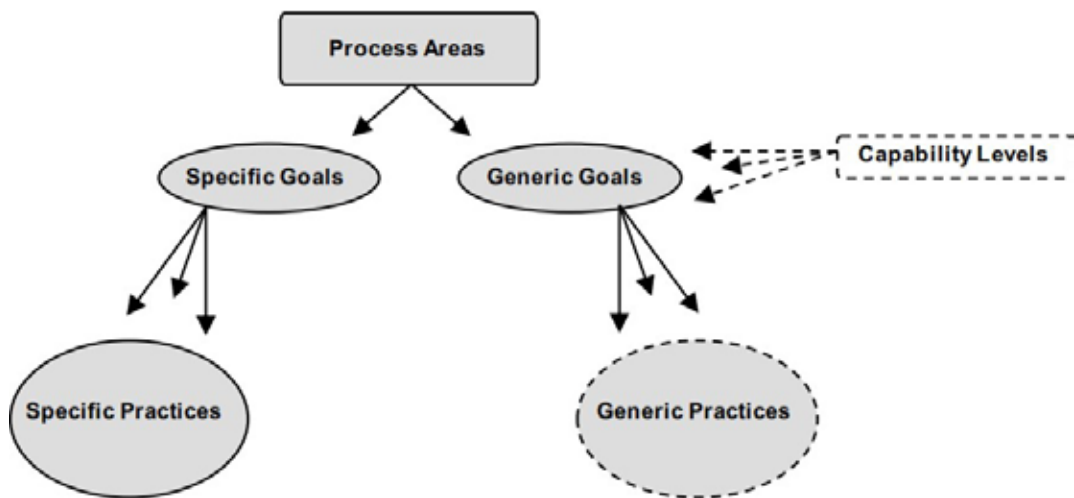 Process Areas
Specific Goals
Generic Goals
Capability Levels
Specific Practices
Generic Practices